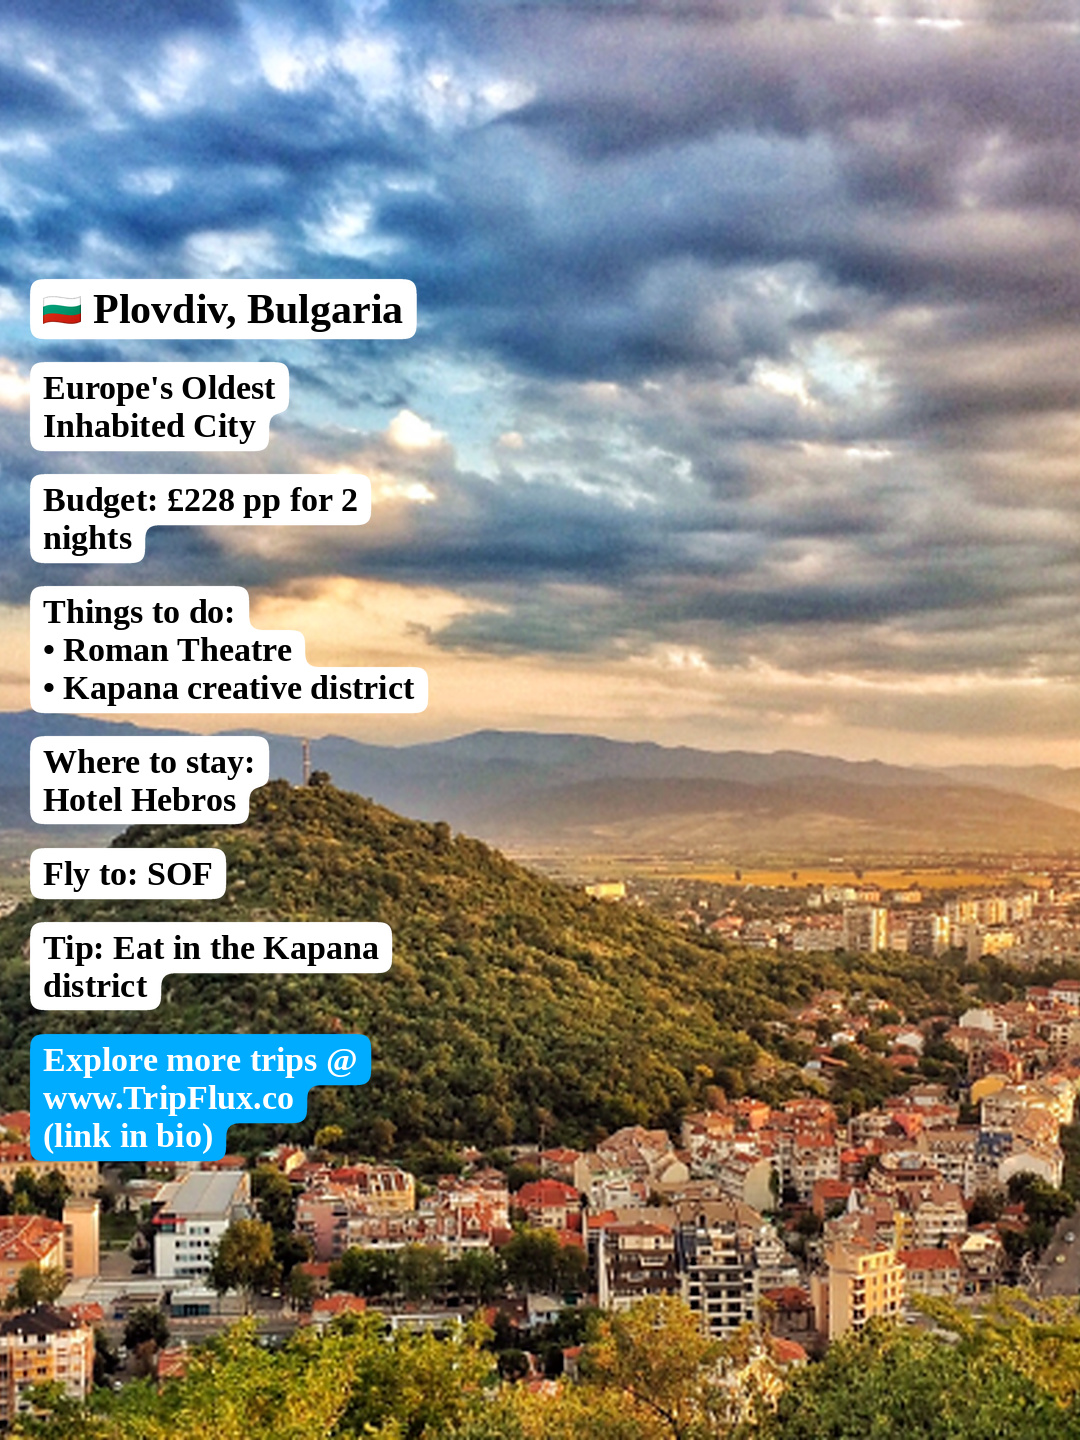 🇧🇬 Plovdiv, Bulgaria
Europe's Oldest
Inhabited City
Budget: £228 pp for 2
nights
Things to do:
• Roman Theatre
• Kapana creative district
Where to stay:
Hotel Hebros
Fly to: SOF
Tip: Eat in the Kapana
district
Explore more trips @
www.TripFlux.co
(link in bio)